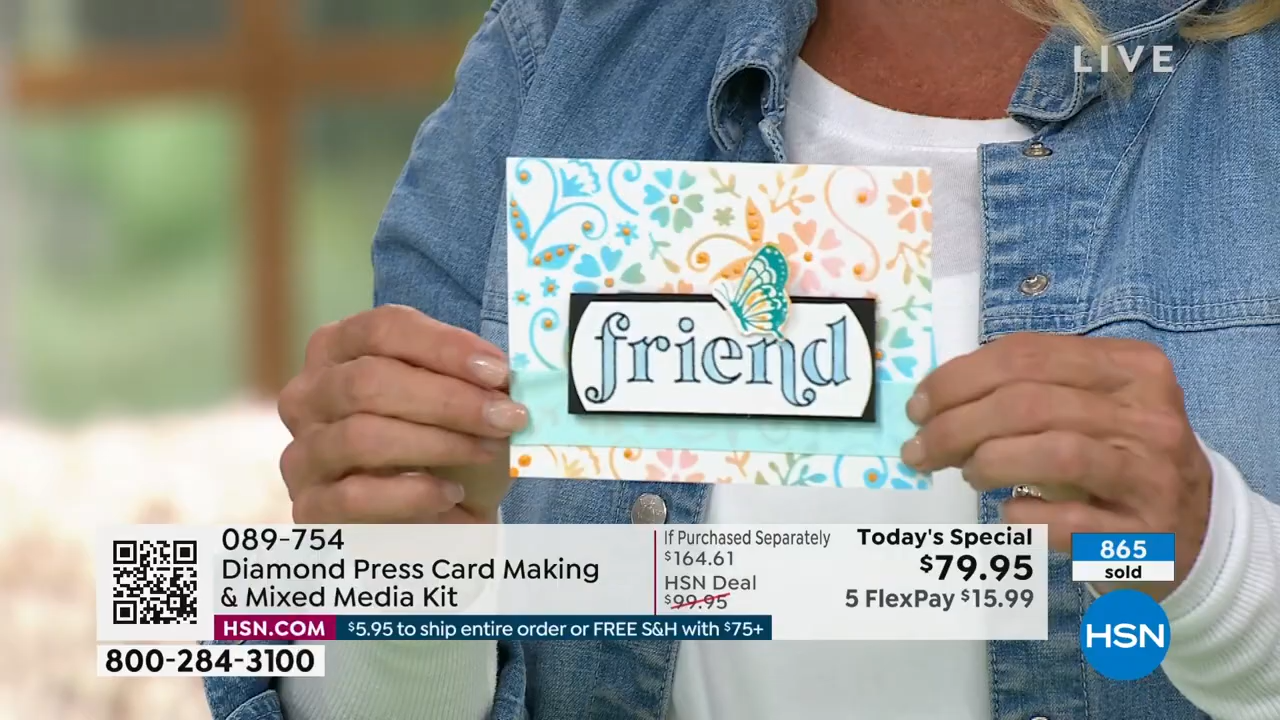 LIVE
friend
089-754
Diamond Press Card Making
& Mixed Media Kit
If Purchased Separately
$164.61
HSN Deal
$99.95
Today's Special
$79.95
5 FlexPay $15.99
865
sold
HSN.COM
$5.95 to ship entire order or FREE S&H with $75+
HSN
800-284-3100